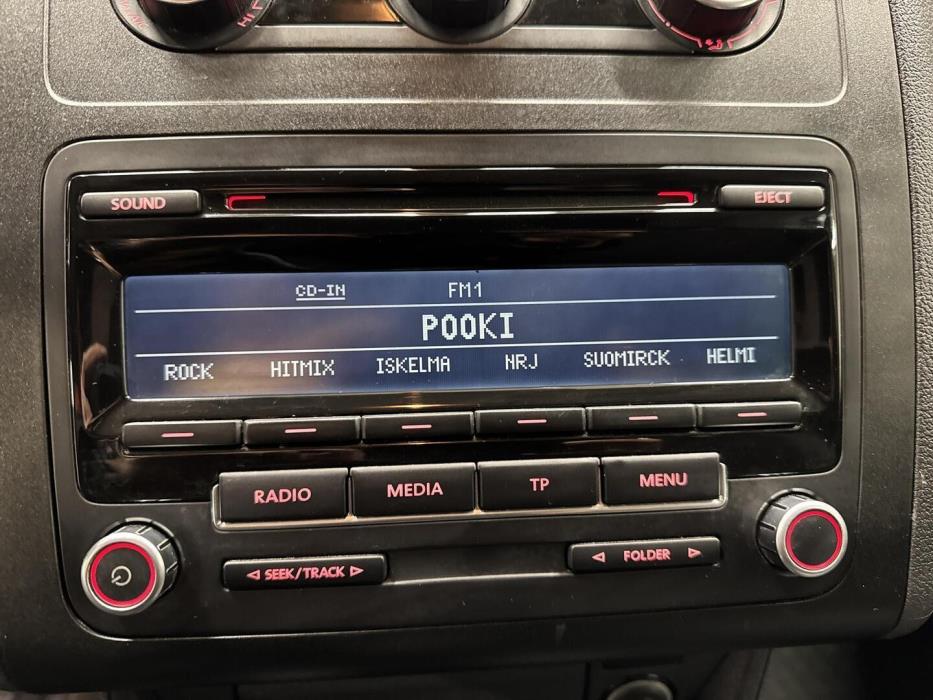 SOUND EJECT
CD-IN FM1
POOKI
ROCK HITMIX ISKELMA NRJ SUOMIRCK HELMI
RADIO MEDIA TP MENU
SEEK/TRACK FOLDER